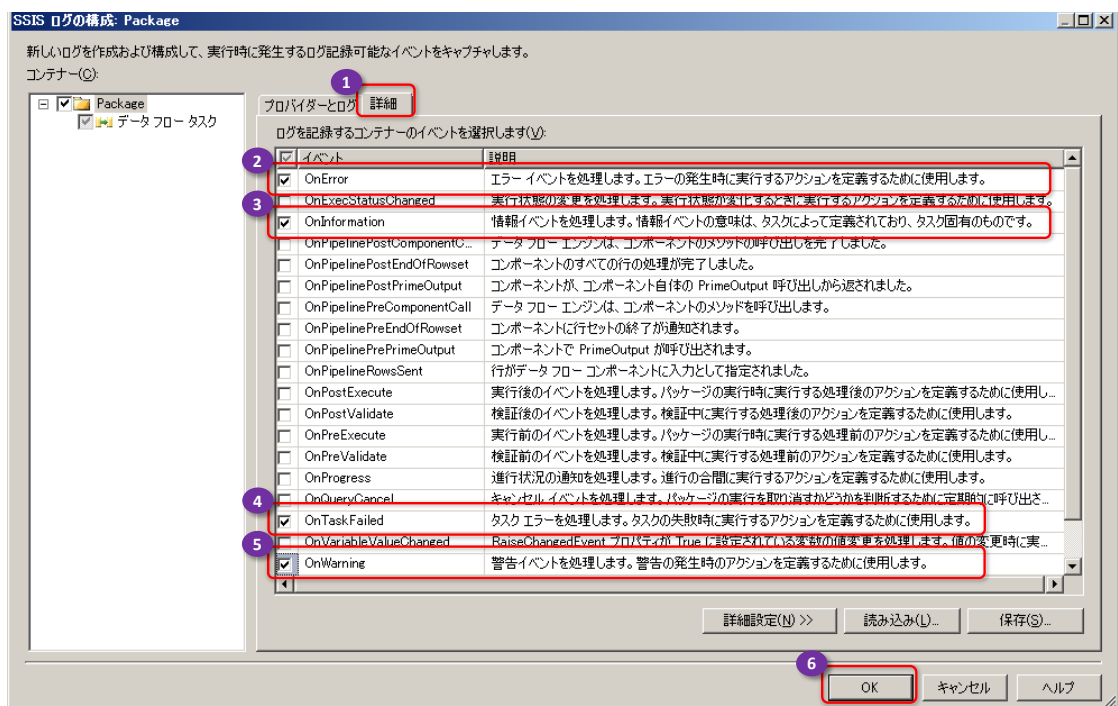 SSIS ログの構成: Package
新しいログを作成および構成して、実行時に発生するログ記録可能なイベントをキャプチャします。
コンテナー(C):
1
Package
データ フロー タスク
プロバイダーとログ 詳細
ログを記録するコンテナーのイベントを選択します(V):
2
イベント 説明
OnError エラー イベントを処理します。エラーの発生時に実行するアクションを定義するために使用します。
OnExecStatusChanged 実行状態の変更を処理します。実行状態が変化するときに実行するアクションを定義するために使用します。
3
OnInformation 情報イベントを処理します。情報イベントの意味は、タスクによって定義されており、タスク固有のものです。
OnPipelinePostComponentC... データ フロー エンジンは、コンポーネントのメソッドの呼び出しを完了しました。
OnPipelinePostEndOfRowset コンポーネントのすべての行の処理が完了しました。
OnPipelinePostPrimeOutput コンポーネントが、コンポーネント自体の PrimeOutput 呼び出しから返されました。
OnPipelinePreComponentCall データ フロー エンジンは、コンポーネントのメソッドを呼び出します。
OnPipelinePreEndOfRowset コンポーネントに行セットの終了が通知されます。
OnPipelinePrePrimeOutput コンポーネントで PrimeOutput が呼び出されます。
OnPipelineRowsSent 行がデータ フロー コンポーネントに入力として指定されました。
OnPostExecute 実行後のイベントを処理します。パッケージの実行時に実行する処理後のアクションを定義するために使用し...
OnPostValidate 検証後のイベントを処理します。検証中に実行する処理後のアクションを定義するために使用します。
OnPreExecute 実行前のイベントを処理します。パッケージの実行時に実行する処理前のアクションを定義するために使用し...
OnPreValidate 検証前のイベントを処理します。検証中に実行する処理前のアクションを定義するために使用します。
OnProgress 進行状況の通知を処理します。進行の合間に実行するアクションを定義するために使用します。
OnQueryCancel キャンセル イベントを処理します。パッケージの実行を取り消すかどうかを判断するために定期的に呼び出さ...
4
OnTaskFailed タスク エラーを処理します。タスクの失敗時に実行するアクションを定義するために使用します。
OnVariableValueChanged RaiseChangedEvent プロパティが True に設定されている変数の値変更を処理します。値の変更時に実...
5
OnWarning 警告イベントを処理します。警告の発生時のアクションを定義するために使用します。
詳細設定(N) >> 読み込み(L)... 保存(S)...
6
OK キャンセル ヘルプ